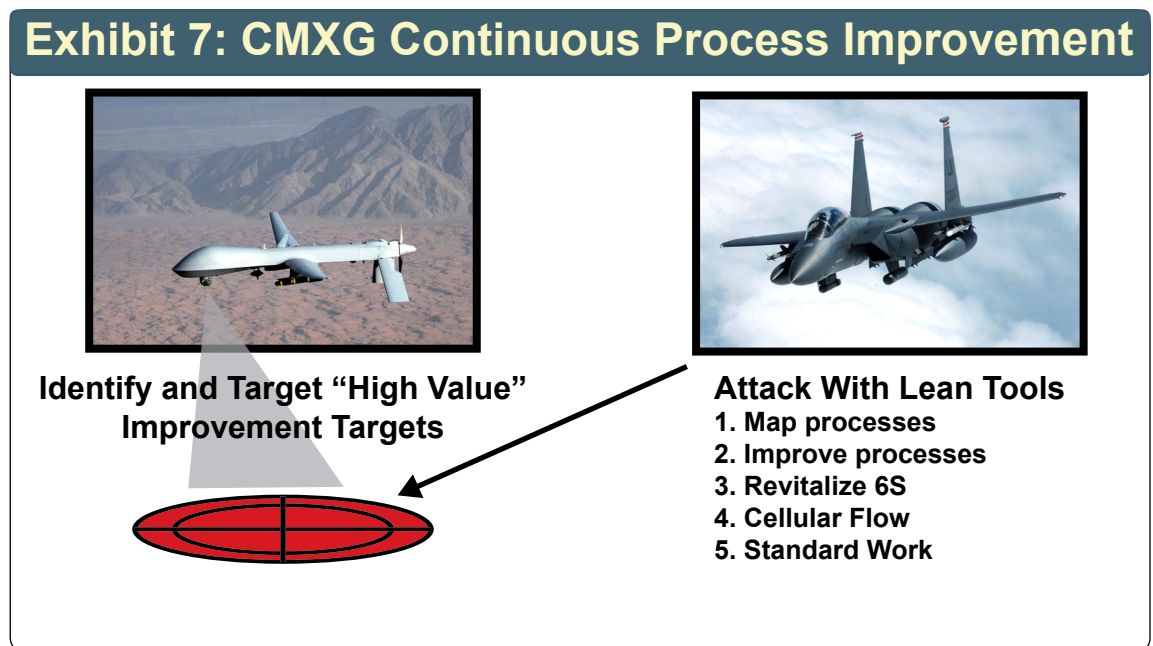 Exhibit 7: CMXG Continuous Process Improvement
Identify and Target “High Value”
Improvement Targets
Attack With Lean Tools
1. Map processes
2. Improve processes
3. Revitalize 6S
4. Cellular Flow
5. Standard Work